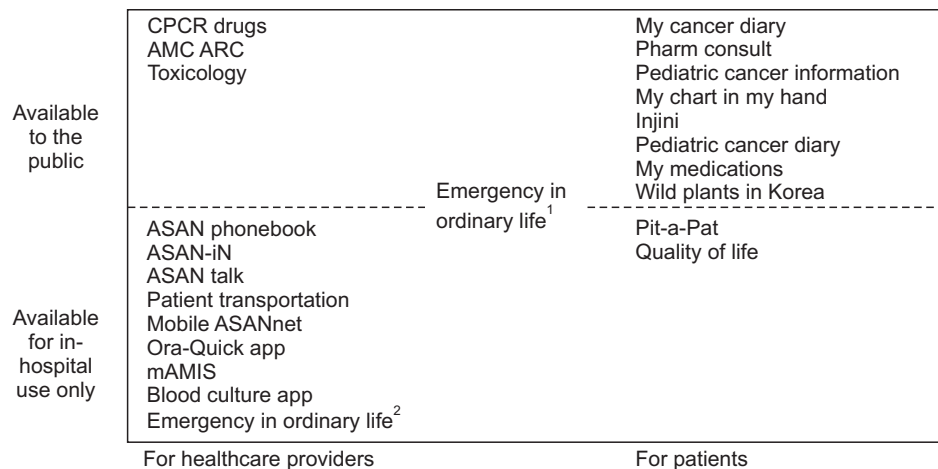 Available
to the
public
CPCR drugs
AMC ARC
Toxicology
My cancer diary
Pharm consult
Pediatric cancer information
My chart in my hand
Injini
Pediatric cancer diary
My medications
Wild plants in Korea
Emergency in
ordinary life1
Available
for in-
hospital
use only
ASAN phonebook
ASAN-iN
ASAN talk
Patient transportation
Mobile ASANnet
Ora-Quick app
mAMIS
Blood culture app
Emergency in ordinary life2
Pit-a-Pat
Quality of life
For healthcare providers
For patients